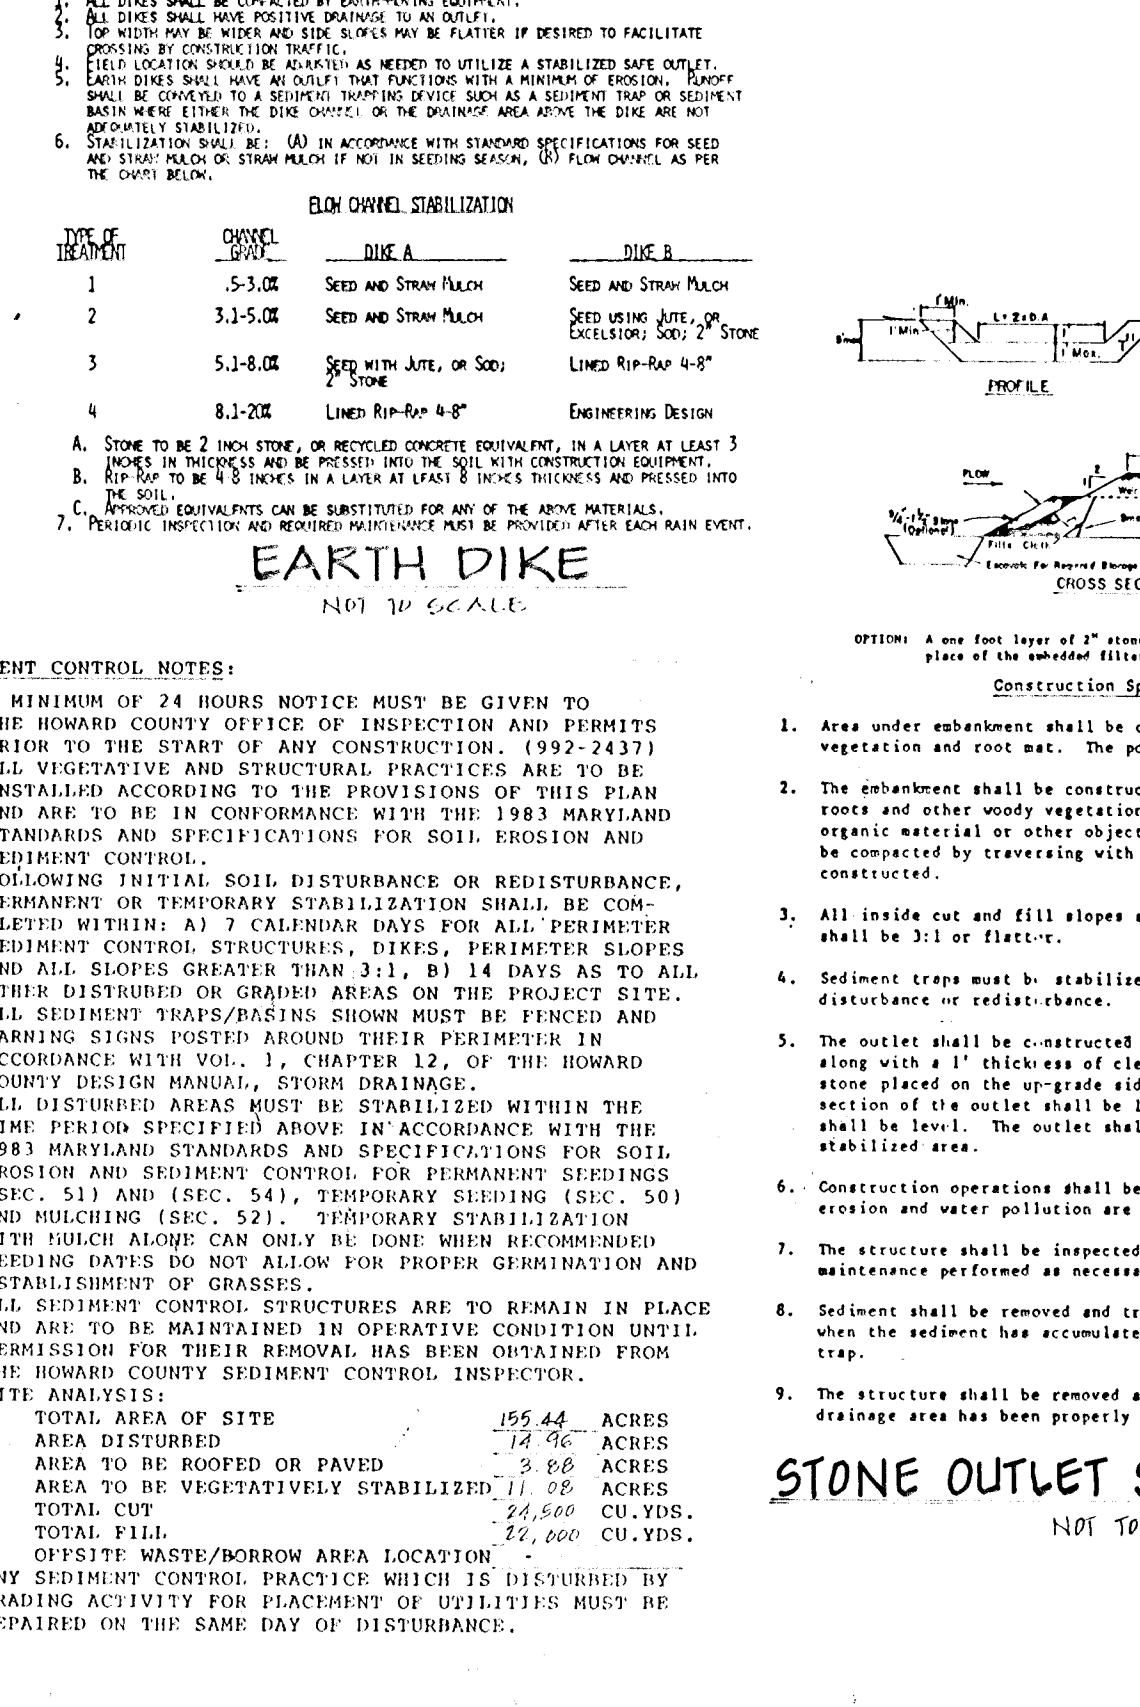 1. ALL DIKES SHALL BE COMPACTED BY EARTH-MOVING EQUIPMENT.
2. ALL DIKES SHALL HAVE POSITIVE DRAINAGE TO AN OUTLET.
3. TOP WIDTH MAY BE WIDER AND SIDE SLOPES MAY BE FLATTER IF DESIRED TO FACILITATE
CROSSING BY CONSTRUCTION TRAFFIC.
4. FIELD LOCATION SHOULD BE ADJUSTED AS NEEDED TO UTILIZE A STABILIZED SAFE OUTLET.
5. EARTH DIKES SHALL HAVE AN OUTLET THAT FUNCTIONS WITH A MINIMUM OF EROSION. RUNOFF
SHALL BE CONVEYED TO A SEDIMENT TRAPPING DEVICE SUCH AS A SEDIMENT TRAP OR SEDIMENT
BASIN WHERE EITHER THE DIKE CHANNEL OR THE DRAINAGE AREA ABOVE THE DIKE ARE NOT
ADEQUATELY STABILIZED.
6. STABILIZATION SHALL BE: (A) IN ACCORDANCE WITH STANDARD SPECIFICATIONS FOR SEED
AND STRAW MULCH OR STRAW MULCH IF NOT IN SEEDING SEASON, (B) FLOW CHANNEL AS PER
THE CHART BELOW.
FLOW CHANNEL STABILIZATION
TYPE OF TREATMENT CHANNEL GRADE DIKE A DIKE B
1 .5-3.0% SEED AND STRAW MULCH SEED AND STRAW MULCH
2 3.1-5.0% SEED AND STRAW MULCH SEED USING JUTE, OR
EXCELSIOR; SOD; 2" STONE
3 5.1-8.0% SEED WITH JUTE, OR SOD; LINED RIP-RAP 4-8"
2" STONE
4 8.1-20% LINED RIP-RAP 4-8" ENGINEERING DESIGN
A. STONE TO BE 2 INCH STONE, OR RECYCLED CONCRETE EQUIVALENT, IN A LAYER AT LEAST 3
INCHES IN THICKNESS AND BE PRESSED INTO THE SOIL WITH CONSTRUCTION EQUIPMENT.
B. RIP-RAP TO BE 4-8 INCHES IN A LAYER AT LEAST 8 INCHES THICKNESS AND PRESSED INTO
THE SOIL.
C. APPROVED EQUIVALENTS CAN BE SUBSTITUTED FOR ANY OF THE ABOVE MATERIALS.
7. PERIODIC INSPECTION AND REQUIRED MAINTENANCE MUST BE PROVIDED AFTER EACH RAIN EVENT.
EARTH DIKE
NOT TO SCALE
ENT CONTROL NOTES:
MINIMUM OF 24 HOURS NOTICE MUST BE GIVEN TO
HE HOWARD COUNTY OFFICE OF INSPECTION AND PERMITS
RIOR TO THE START OF ANY CONSTRUCTION. (992-2437)
LL VEGETATIVE AND STRUCTURAL PRACTICES ARE TO BE
NSTALLED ACCORDING TO THE PROVISIONS OF THIS PLAN
ND ARE TO BE IN CONFORMANCE WITH THE 1983 MARYLAND
TANDARDS AND SPECIFICATIONS FOR SOIL EROSION AND
EDIMENT CONTROL.
OLLOWING INITIAL SOIL DISTURBANCE OR REDISTURBANCE,
ERMANENT OR TEMPORARY STABILIZATION SHALL BE COM-
LETED WITHIN: A) 7 CALENDAR DAYS FOR ALL PERIMETER
EDIMENT CONTROL STRUCTURES, DIKES, PERIMETER SLOPES
ND ALL SLOPES GREATER THAN 3:1, B) 14 DAYS AS TO ALL
THER DISTRUBED OR GRADED AREAS ON THE PROJECT SITE.
LL SEDIMENT TRAPS/BASINS SHOWN MUST BE FENCED AND
ARNING SIGNS POSTED AROUND THEIR PERIMETER IN
CCORDANCE WITH VOL. 1, CHAPTER 12, OF THE HOWARD
OUNTY DESIGN MANUAL, STORM DRAINAGE.
LL DISTURBED AREAS MUST BE STABILIZED WITHIN THE
IME PERIOD SPECIFIED ABOVE IN ACCORDANCE WITH THE
983 MARYLAND STANDARDS AND SPECIFICATIONS FOR SOIL
ROSION AND SEDIMENT CONTROL FOR PERMANENT SEEDINGS
SEC. 51) AND (SEC. 54), TEMPORARY SEEDING (SEC. 50)
ND MULCHING (SEC. 52). TEMPORARY STABILIZATION
ITH MULCH ALONE CAN ONLY BE DONE WHEN RECOMMENDED
EEDING DATES DO NOT ALLOW FOR PROPER GERMINATION AND
STABLISHMENT OF GRASSES.
LL SEDIMENT CONTROL STRUCTURES ARE TO REMAIN IN PLACE
ND ARE TO BE MAINTAINED IN OPERATIVE CONDITION UNTIL
ERMISSION FOR THEIR REMOVAL HAS BEEN OBTAINED FROM
HE HOWARD COUNTY SEDIMENT CONTROL INSPECTOR.
ITE ANALYSIS:
TOTAL AREA OF SITE 155.44 ACRES
AREA DISTURBED 14.96 ACRES
AREA TO BE ROOFED OR PAVED 3.88 ACRES
AREA TO BE VEGETATIVELY STABILIZED 11.08 ACRES
TOTAL CUT 24,500 CU.YDS.
TOTAL FILL 22,000 CU.YDS.
OFFSITE WASTE/BORROW AREA LOCATION -
NY SEDIMENT CONTROL PRACTICE WHICH IS DISTURBED BY
RADING ACTIVITY FOR PLACEMENT OF UTILITIES MUST BE
EPAIRED ON THE SAME DAY OF DISTURBANCE.
1' Min.
1' Min
L= 2xD.A
1' Max.
PROFILE
FLOW
2
1
3/4"-1 1/2" Stone
(Optional)
Filte Cloth
Excavate For Required Storage
CROSS SEC
OPTION: A one foot layer of 2" ston
place of the embedded filte
Construction Sp
1. Area under embankment shall be c
vegetation and root mat. The po
2. The embankment shall be construc
roots and other woody vegetation
organic material or other object
be compacted by traversing with
constructed.
3. All inside cut and fill slopes
shall be 3:1 or flatter.
4. Sediment traps must be stabilize
disturbance or redisturbance.
5. The outlet shall be constructed
along with a 1' thickness of cle
stone placed on the up-grade sid
section of the outlet shall be l
shall be level. The outlet shal
stabilized area.
6. Construction operations shall be
erosion and water pollution are
7. The structure shall be inspected
maintenance performed as necessa
8. Sediment shall be removed and tr
when the sediment has accumulate
trap.
9. The structure shall be removed a
drainage area has been properly
STONE OUTLET S
NOT TO